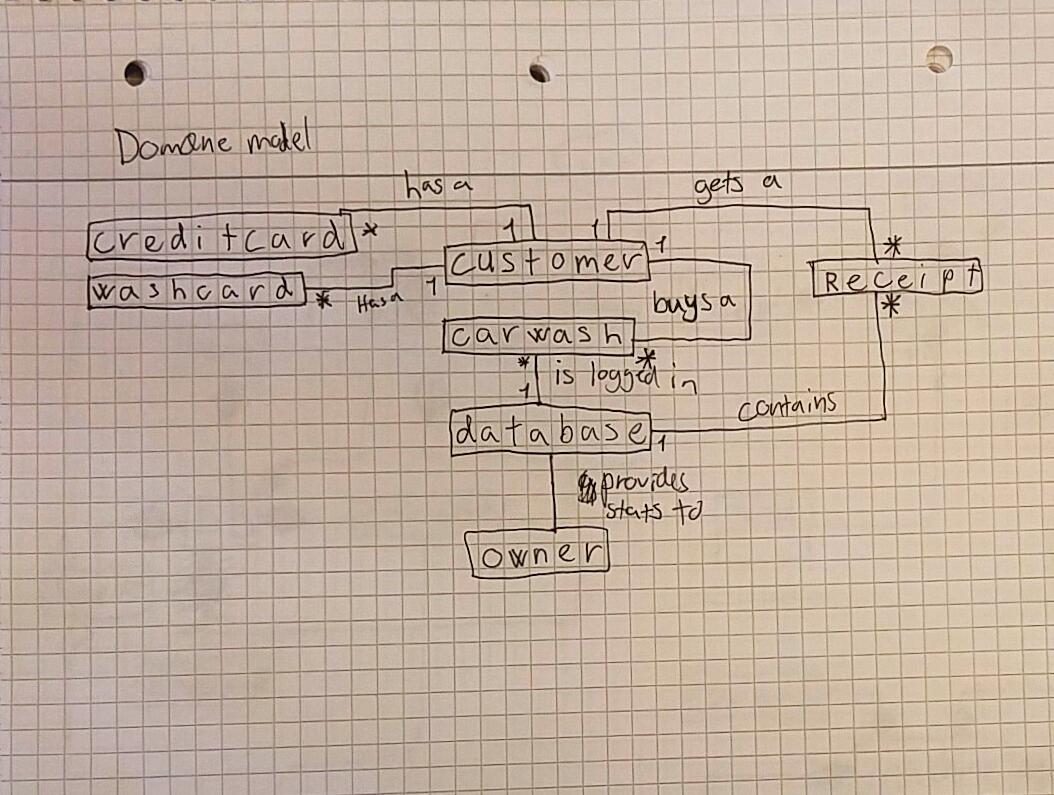 Domæne model
has a
gets a
creditcard * 1 1 *
customer 1
washcard * Has a 1
Receipt
buys a *
carwash *
* is logged in
1
database 1 contains
provides
stats to
owner